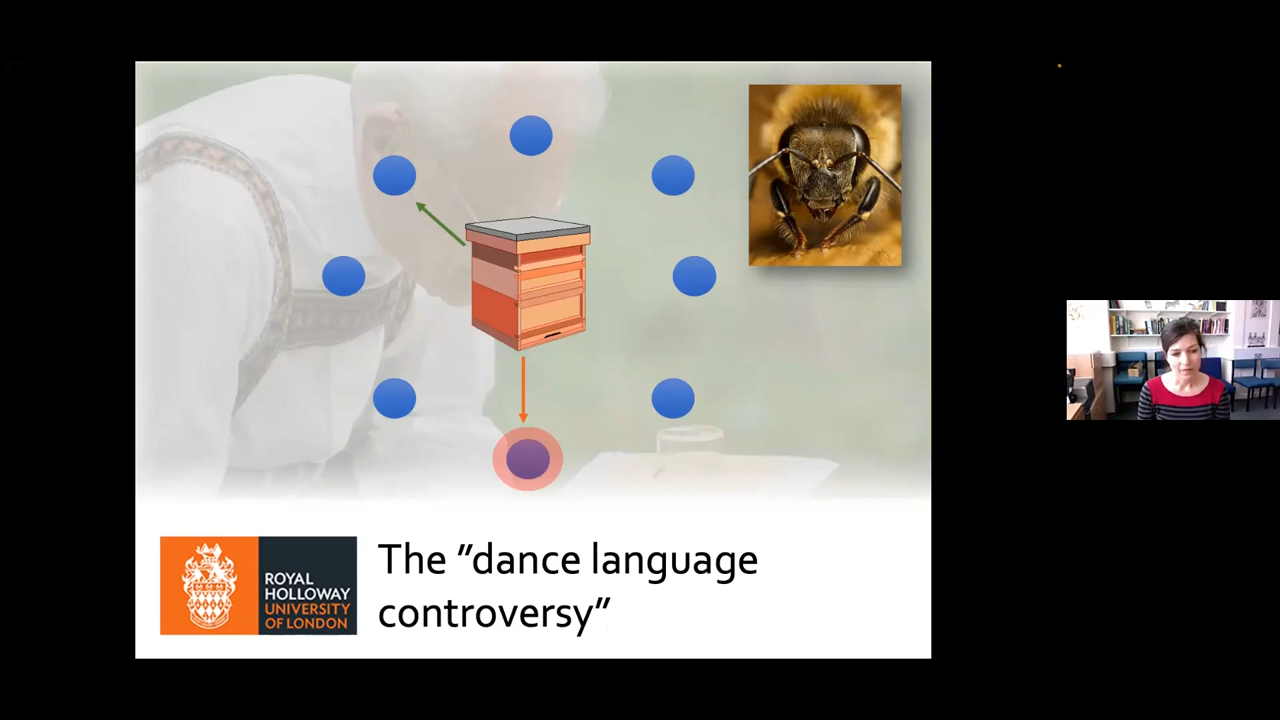 ROYAL
HOLLOWAY
UNIVERSITY
OF LONDON
The ”dance language
controversy”